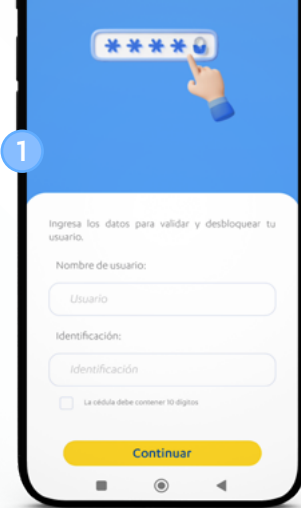 * * * *
1
Ingresa los datos para validar y desbloquear tu
usuario.
Nombre de usuario:
Usuario
Identificación:
Identificación
La cédula debe contener 10 dígitos
Continuar